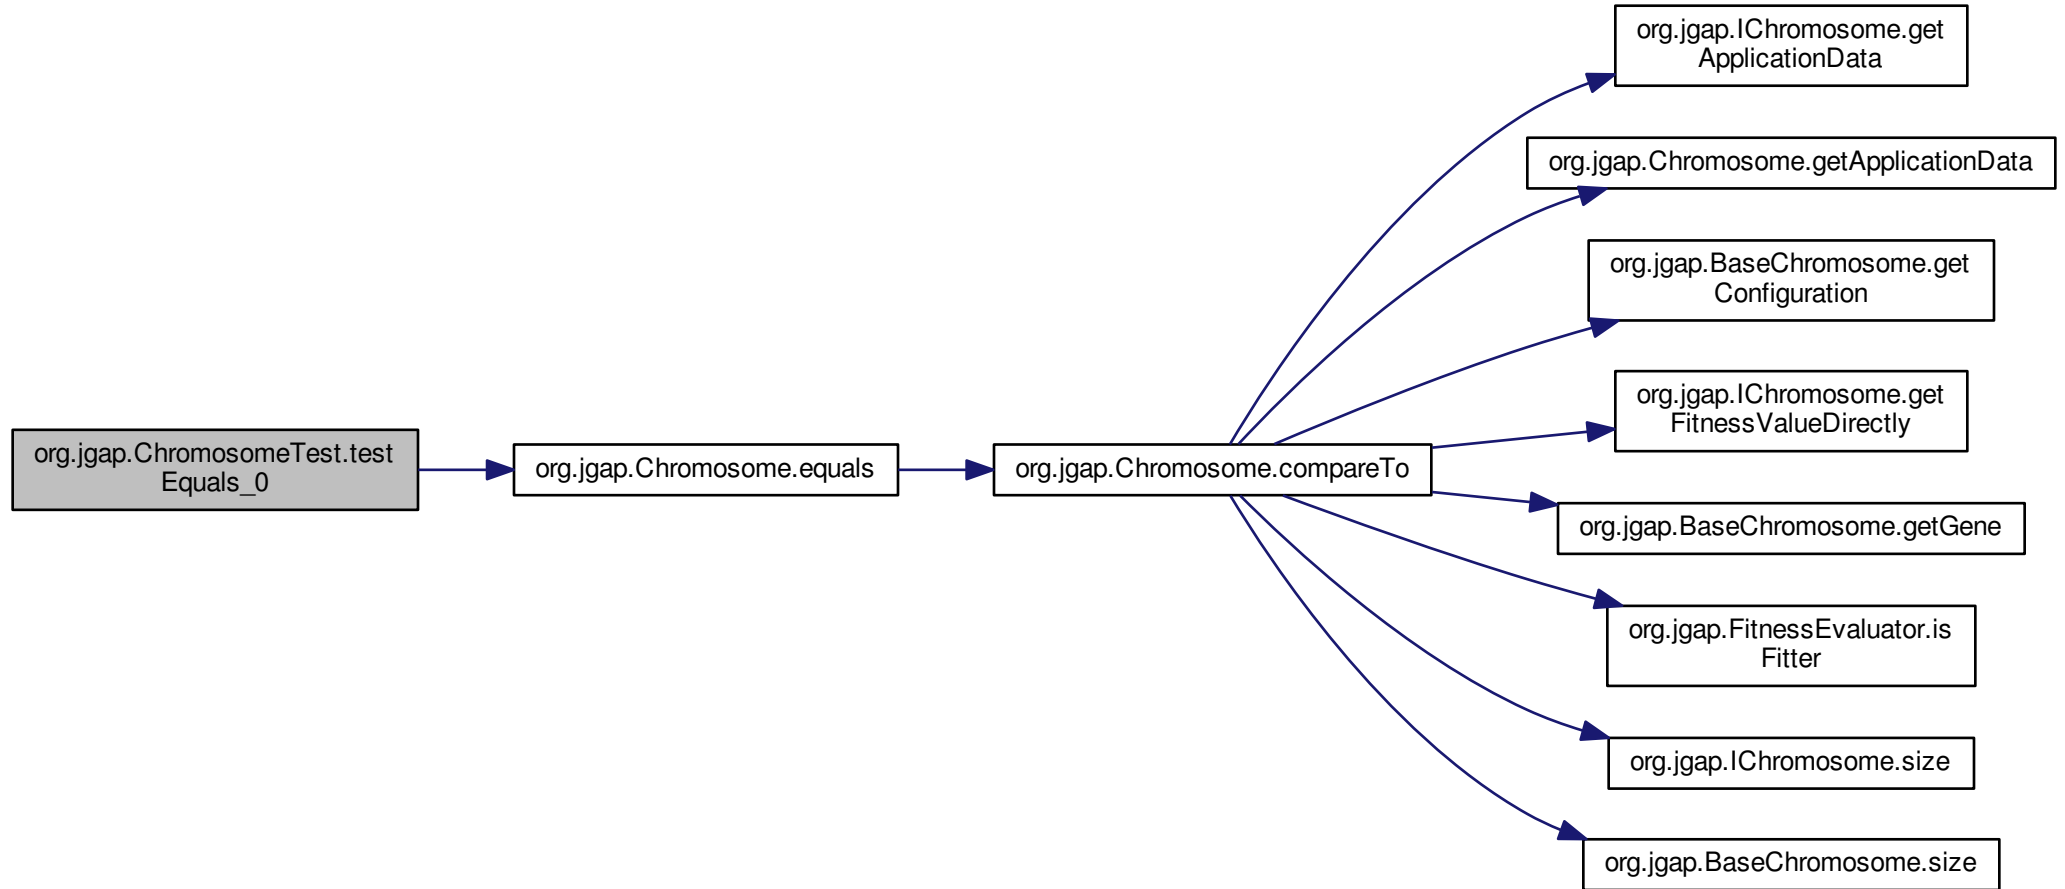 org.jgap.ChromosomeTest.test
Equals_0
org.jgap.Chromosome.equals
org.jgap.Chromosome.compareTo
org.jgap.IChromosome.get
ApplicationData
org.jgap.Chromosome.getApplicationData
org.jgap.BaseChromosome.get
Configuration
org.jgap.IChromosome.get
FitnessValueDirectly
org.jgap.BaseChromosome.getGene
org.jgap.FitnessEvaluator.is
Fitter
org.jgap.IChromosome.size
org.jgap.BaseChromosome.size